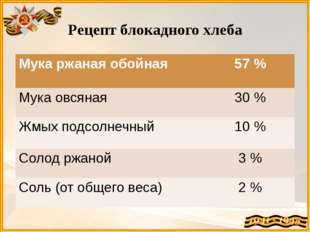 Рецепт блокадного хлеба
Мука ржаная обойная 57 %
Мука овсяная 30 %
Жмых подсолнечный 10 %
Солод ржаной 3 %
Соль (от общего веса) 2 %